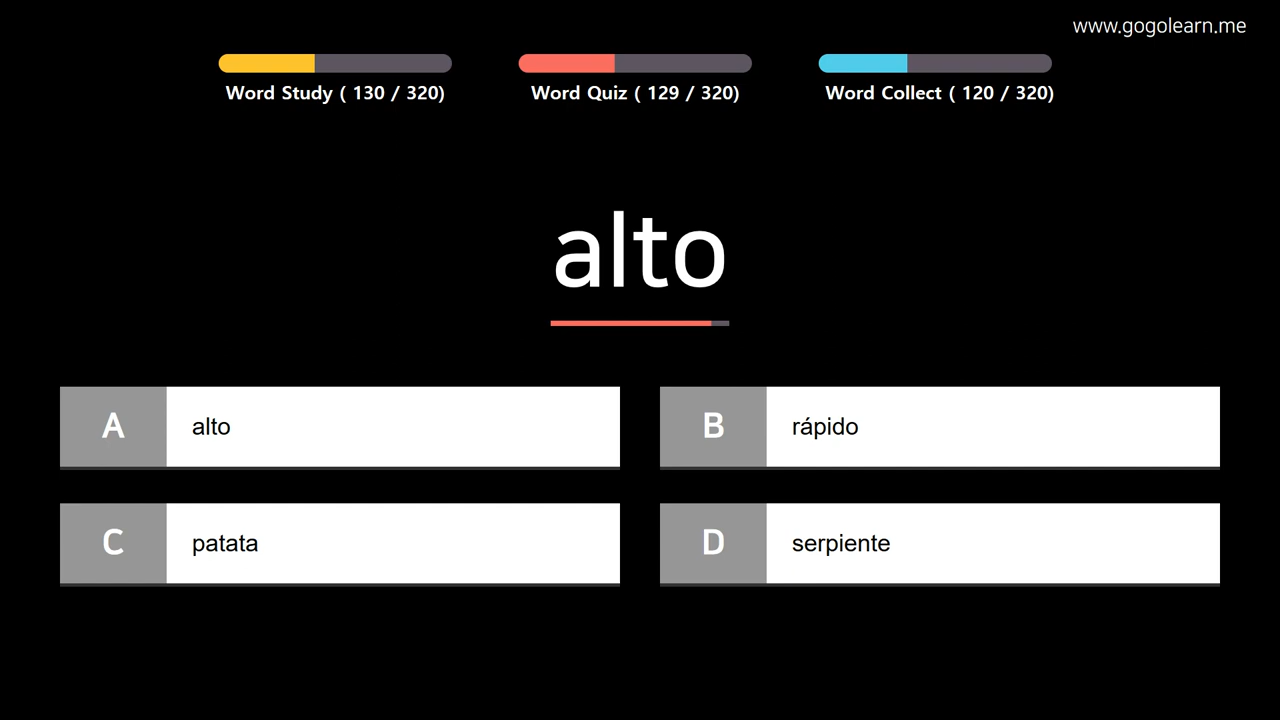 www.gogolearn.me
Word Study ( 130 / 320)
Word Quiz ( 129 / 320)
Word Collect ( 120 / 320)
alto
A alto
B rápido
C patata
D serpiente